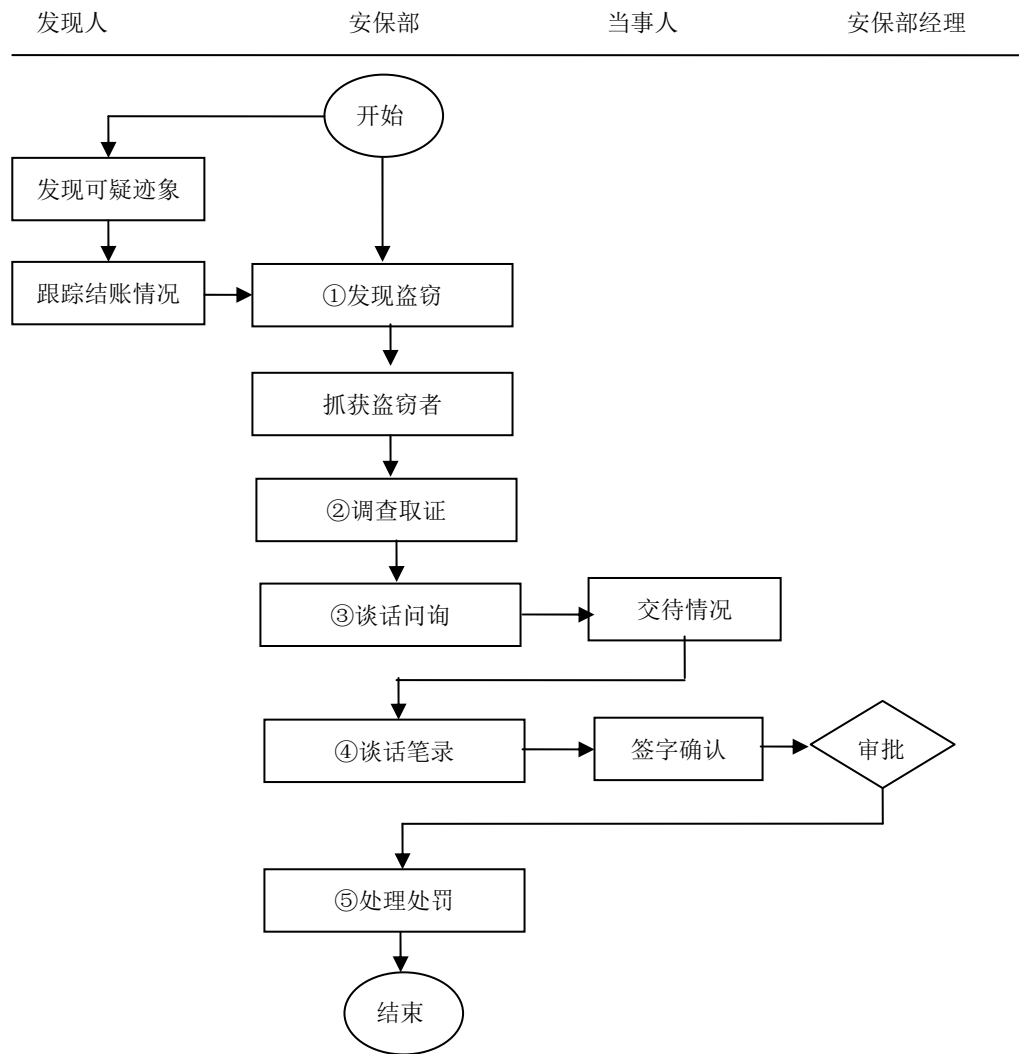 发现人 安保部 当事人 安保部经理
开始
发现可疑迹象
跟踪结账情况 ①发现盗窃
抓获盗窃者
②调查取证
③谈话问询 交待情况
④谈话笔录 签字确认 审批
⑤处理处罚
结束